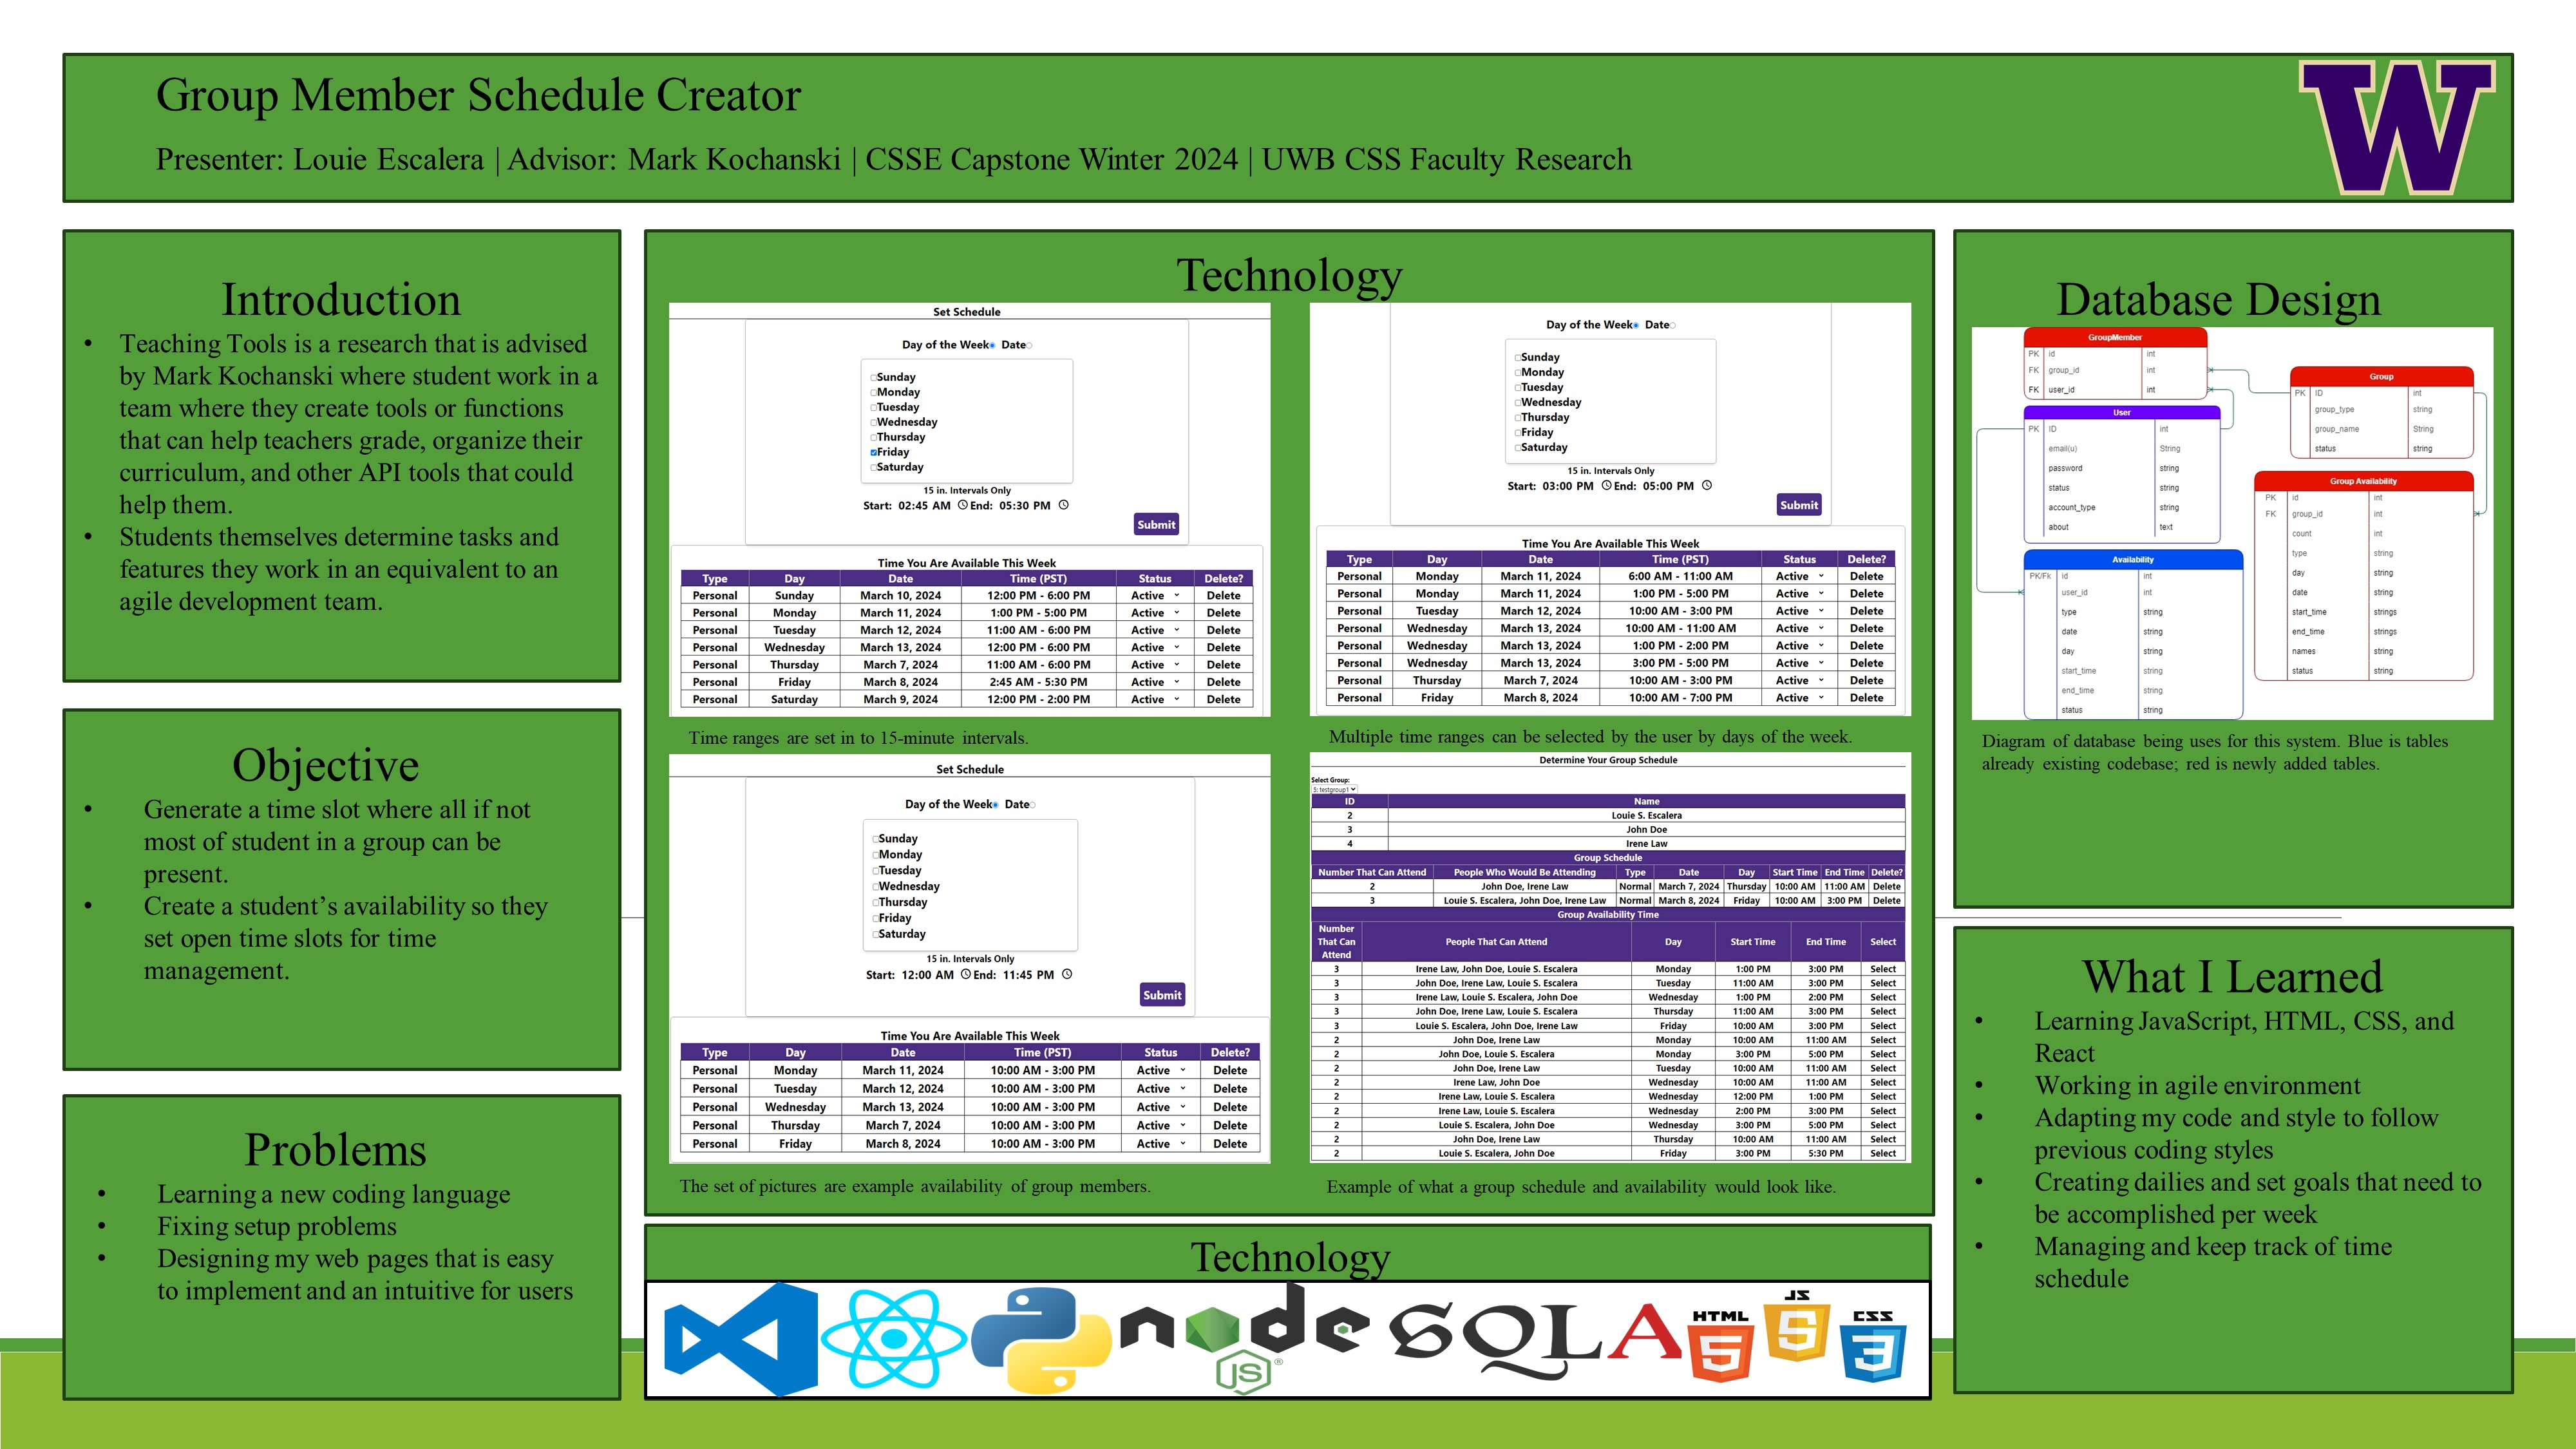 Group Member Schedule Creator
Presenter: Louie Escalera | Advisor: Mark Kochanski | CSSE Capstone Winter 2024 | UWB CSS Faculty Research
W
Introduction
• Teaching Tools is a research that is advised
by Mark Kochanski where student work in a
team where they create tools or functions
that can help teachers grade, organize their
curriculum, and other API tools that could
help them.
• Students themselves determine tasks and
features they work in an equivalent to an
agile development team.
Objective
• Generate a time slot where all if not
most of student in a group can be
present.
• Create a student’s availability so they
set open time slots for time
management.
Problems
• Learning a new coding language
• Fixing setup problems
• Designing my web pages that is easy
to implement and an intuitive for users
Technology
Set Schedule
Day of the Week Date
Sunday
Monday
Tuesday
Wednesday
Thursday
Friday
Saturday
15 in. Intervals Only
Start: 02:45 AM End: 05:30 PM
Submit
Time You Are Available This Week
Type Day Date Time (PST) Status Delete?
Personal Sunday March 10, 2024 12:00 PM - 6:00 PM Active Delete
Personal Monday March 11, 2024 1:00 PM - 5:00 PM Active Delete
Personal Tuesday March 12, 2024 11:00 AM - 6:00 PM Active Delete
Personal Wednesday March 13, 2024 12:00 PM - 6:00 PM Active Delete
Personal Thursday March 7, 2024 11:00 AM - 6:00 PM Active Delete
Personal Friday March 8, 2024 2:45 AM - 5:30 PM Active Delete
Personal Saturday March 9, 2024 12:00 PM - 2:00 PM Active Delete
Time ranges are set in to 15-minute intervals.
Day of the Week Date
Sunday
Monday
Tuesday
Wednesday
Thursday
Friday
Saturday
15 in. Intervals Only
Start: 03:00 PM End: 05:00 PM
Submit
Time You Are Available This Week
Type Day Date Time (PST) Status Delete?
Personal Monday March 11, 2024 6:00 AM - 11:00 AM Active Delete
Personal Monday March 11, 2024 1:00 PM - 5:00 PM Active Delete
Personal Tuesday March 12, 2024 10:00 AM - 3:00 PM Active Delete
Personal Wednesday March 13, 2024 10:00 AM - 11:00 AM Active Delete
Personal Wednesday March 13, 2024 1:00 PM - 2:00 PM Active Delete
Personal Wednesday March 13, 2024 3:00 PM - 5:00 PM Active Delete
Personal Thursday March 7, 2024 10:00 AM - 3:00 PM Active Delete
Personal Friday March 8, 2024 10:00 AM - 7:00 PM Active Delete
Multiple time ranges can be selected by the user by days of the week.
Set Schedule
Day of the Week Date
Sunday
Monday
Tuesday
Wednesday
Thursday
Friday
Saturday
15 in. Intervals Only
Start: 12:00 AM End: 11:45 PM
Submit
Time You Are Available This Week
Type Day Date Time (PST) Status Delete?
Personal Monday March 11, 2024 10:00 AM - 3:00 PM Active Delete
Personal Tuesday March 12, 2024 10:00 AM - 3:00 PM Active Delete
Personal Wednesday March 13, 2024 10:00 AM - 3:00 PM Active Delete
Personal Thursday March 7, 2024 10:00 AM - 3:00 PM Active Delete
Personal Friday March 8, 2024 10:00 AM - 3:00 PM Active Delete
The set of pictures are example availability of group members.
Determine Your Group Schedule
Select Group:
5: testgroup1
ID Name
2 Louie S. Escalera
3 John Doe
4 Irene Law
Group Schedule
Number That Can Attend People Who Would Be Attending Type Date Day Start Time End Time Delete?
2 John Doe, Irene Law Normal March 7, 2024 Thursday 10:00 AM 11:00 AM Delete
3 Louie S. Escalera, John Doe, Irene Law Normal March 8, 2024 Friday 10:00 AM 3:00 PM Delete
Group Availability Time
Number That Can Attend People That Can Attend Day Start Time End Time Select
3 Irene Law, John Doe, Louie S. Escalera Monday 1:00 PM 3:00 PM Select
3 John Doe, Irene Law, Louie S. Escalera Tuesday 11:00 AM 3:00 PM Select
3 Irene Law, Louie S. Escalera, John Doe Wednesday 1:00 PM 2:00 PM Select
3 John Doe, Irene Law, Louie S. Escalera Thursday 11:00 AM 3:00 PM Select
3 Louie S. Escalera, John Doe, Irene Law Friday 10:00 AM 3:00 PM Select
2 John Doe, Irene Law Monday 10:00 AM 11:00 AM Select
2 John Doe, Louie S. Escalera Monday 3:00 PM 5:00 PM Select
2 John Doe, Irene Law Tuesday 10:00 AM 11:00 AM Select
2 Irene Law, John Doe Wednesday 10:00 AM 11:00 AM Select
2 Irene Law, Louie S. Escalera Wednesday 12:00 PM 1:00 PM Select
2 Irene Law, Louie S. Escalera Wednesday 2:00 PM 3:00 PM Select
2 Louie S. Escalera, John Doe Wednesday 3:00 PM 5:00 PM Select
2 John Doe, Irene Law Thursday 10:00 AM 11:00 AM Select
2 Louie S. Escalera, John Doe Friday 3:00 PM 5:30 PM Select
Example of what a group schedule and availability would look like.
Technology
node JS ®
SQLA
HTML 5
JS 5
CSS 3
Database Design
GroupMember
PK id int
FK group_id int
FK user_id int
User
PK ID int
email(u) String
password string
status string
account_type string
about text
Availability
PK/Fk id int
user_id int
type string
date string
day string
start_time string
end_time string
status string
Group
PK ID int
group_type string
group_name String
status string
Group Availability
PK id int
FK group_id int
count int
type string
day string
date string
start_time strings
end_time strings
names string
status string
Diagram of database being uses for this system. Blue is tables
already existing codebase; red is newly added tables.
What I Learned
• Learning JavaScript, HTML, CSS, and
React
• Working in agile environment
• Adapting my code and style to follow
previous coding styles
• Creating dailies and set goals that need to
be accomplished per week
• Managing and keep track of time
schedule